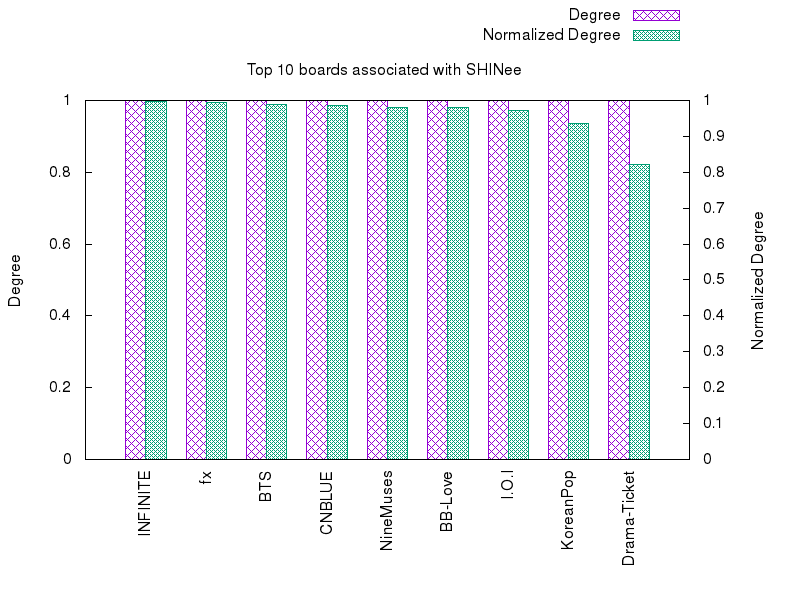 Degree
Normalized Degree
Top 10 boards associated with SHINee
1
0.8
0.6
0.4
0.2
0
Degree
1
0.9
0.8
0.7
0.6
0.5
0.4
0.3
0.2
0.1
0
Normalized Degree
INFINITE
fx
BTS
CNBLUE
NineMuses
BB-Love
I.O.I
KoreanPop
Drama-Ticket